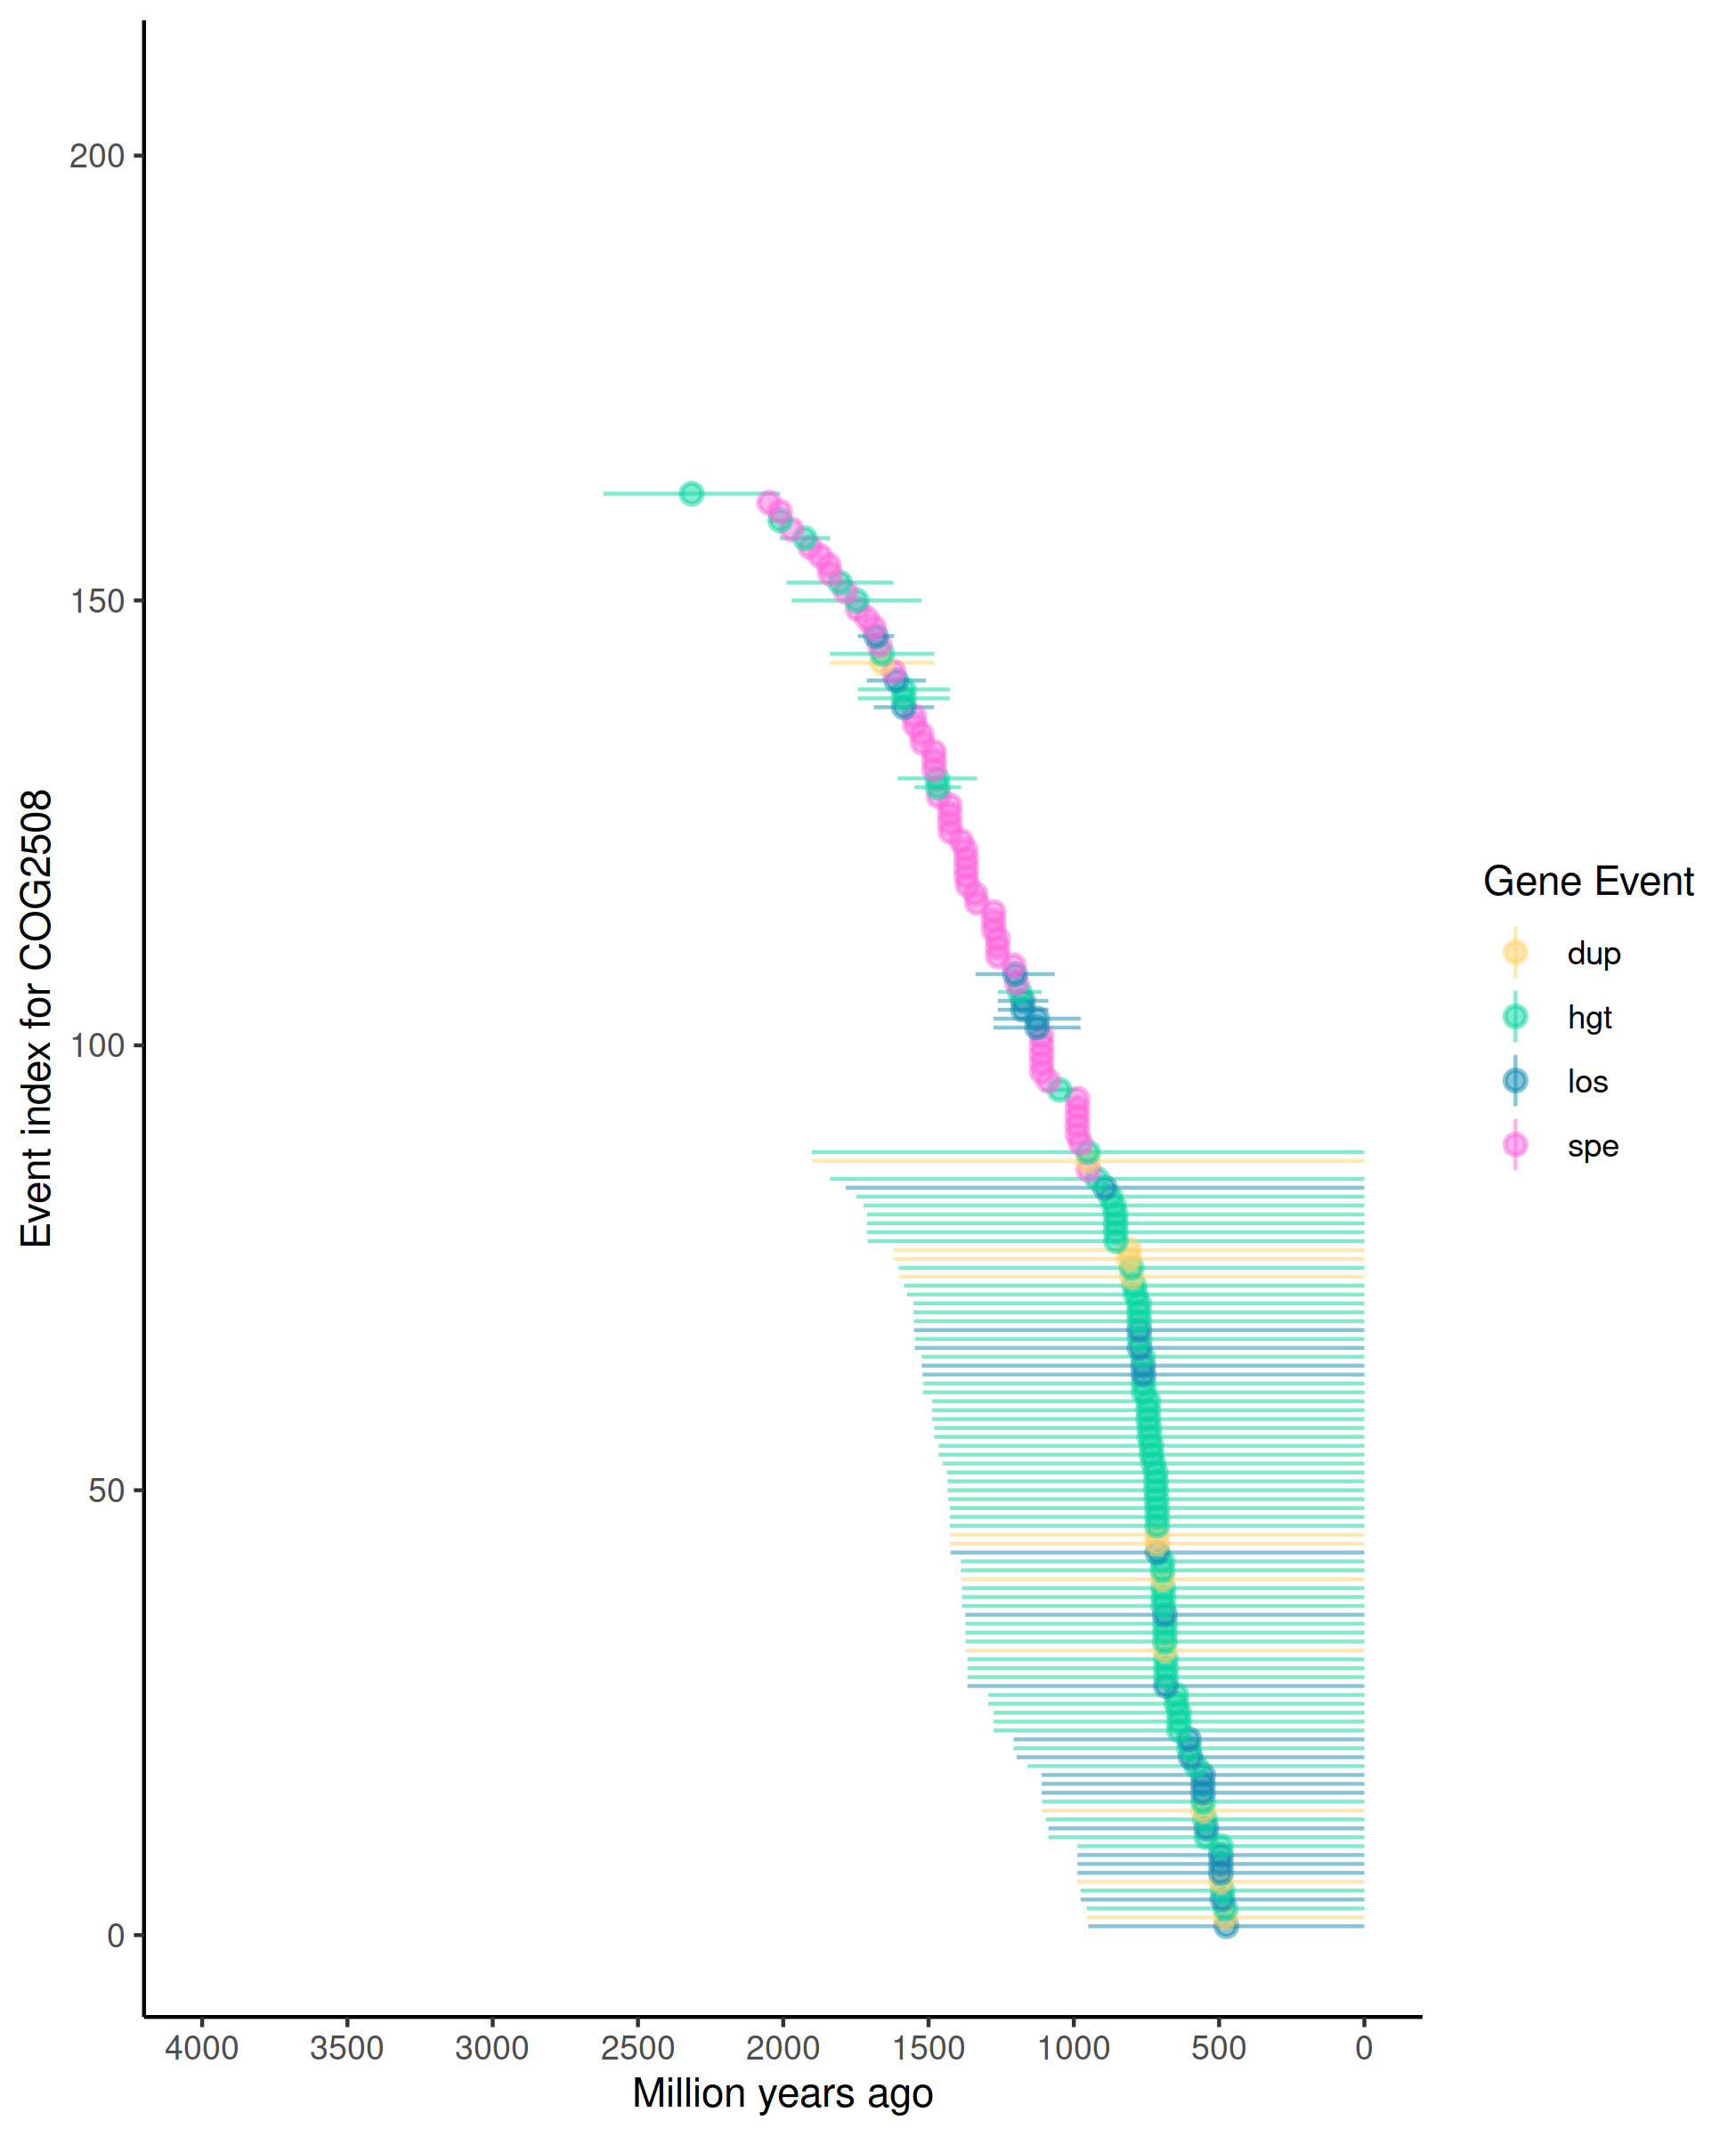 Event index for COG2508
200
150
100
50
0
4000 3500 3000 2500 2000 1500 1000 500 0
Million years ago
Gene Event
dup
hgt
los
spe